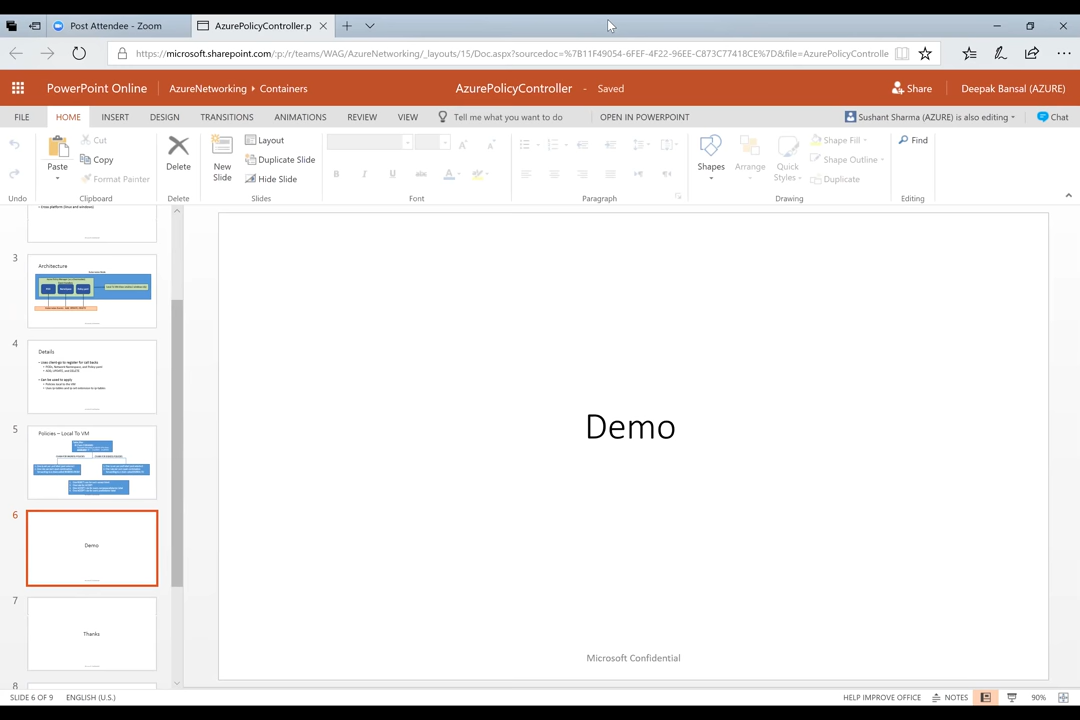 Post Attendee - Zoom
AzurePolicyController.p
https://microsoft.sharepoint.com/:p:/r/teams/WAG/AzureNetworking/_layouts/15/Doc.aspx?sourcedoc=%7B11F49054-6FEF-4F22-96EE-C873C77418CE%7D&file=AzurePolicyControlle
PowerPoint Online
AzureNetworking ▸ Containers
AzurePolicyController - Saved
Share
Deepak Bansal (AZURE)
FILE HOME INSERT DESIGN TRANSITIONS ANIMATIONS REVIEW VIEW Tell me what you want to do OPEN IN POWERPOINT
Sushant Sharma (AZURE) is also editing
Chat
Undo
Paste
Cut
Copy
Format Painter
Clipboard
Delete
Delete
New
Slide
Layout
Duplicate Slide
Hide Slide
Slides
B I U abc A
Font
Paragraph
Shapes
Arrange
Quick
Styles
Shape Fill
Shape Outline
Duplicate
Drawing
Find
Editing
3
Architecture
4
Details
5
Policies – Local To VM
6
Demo
7
Thanks
8
Demo
Microsoft Confidential
SLIDE 6 OF 9
ENGLISH (U.S.)
HELP IMPROVE OFFICE
NOTES
90%